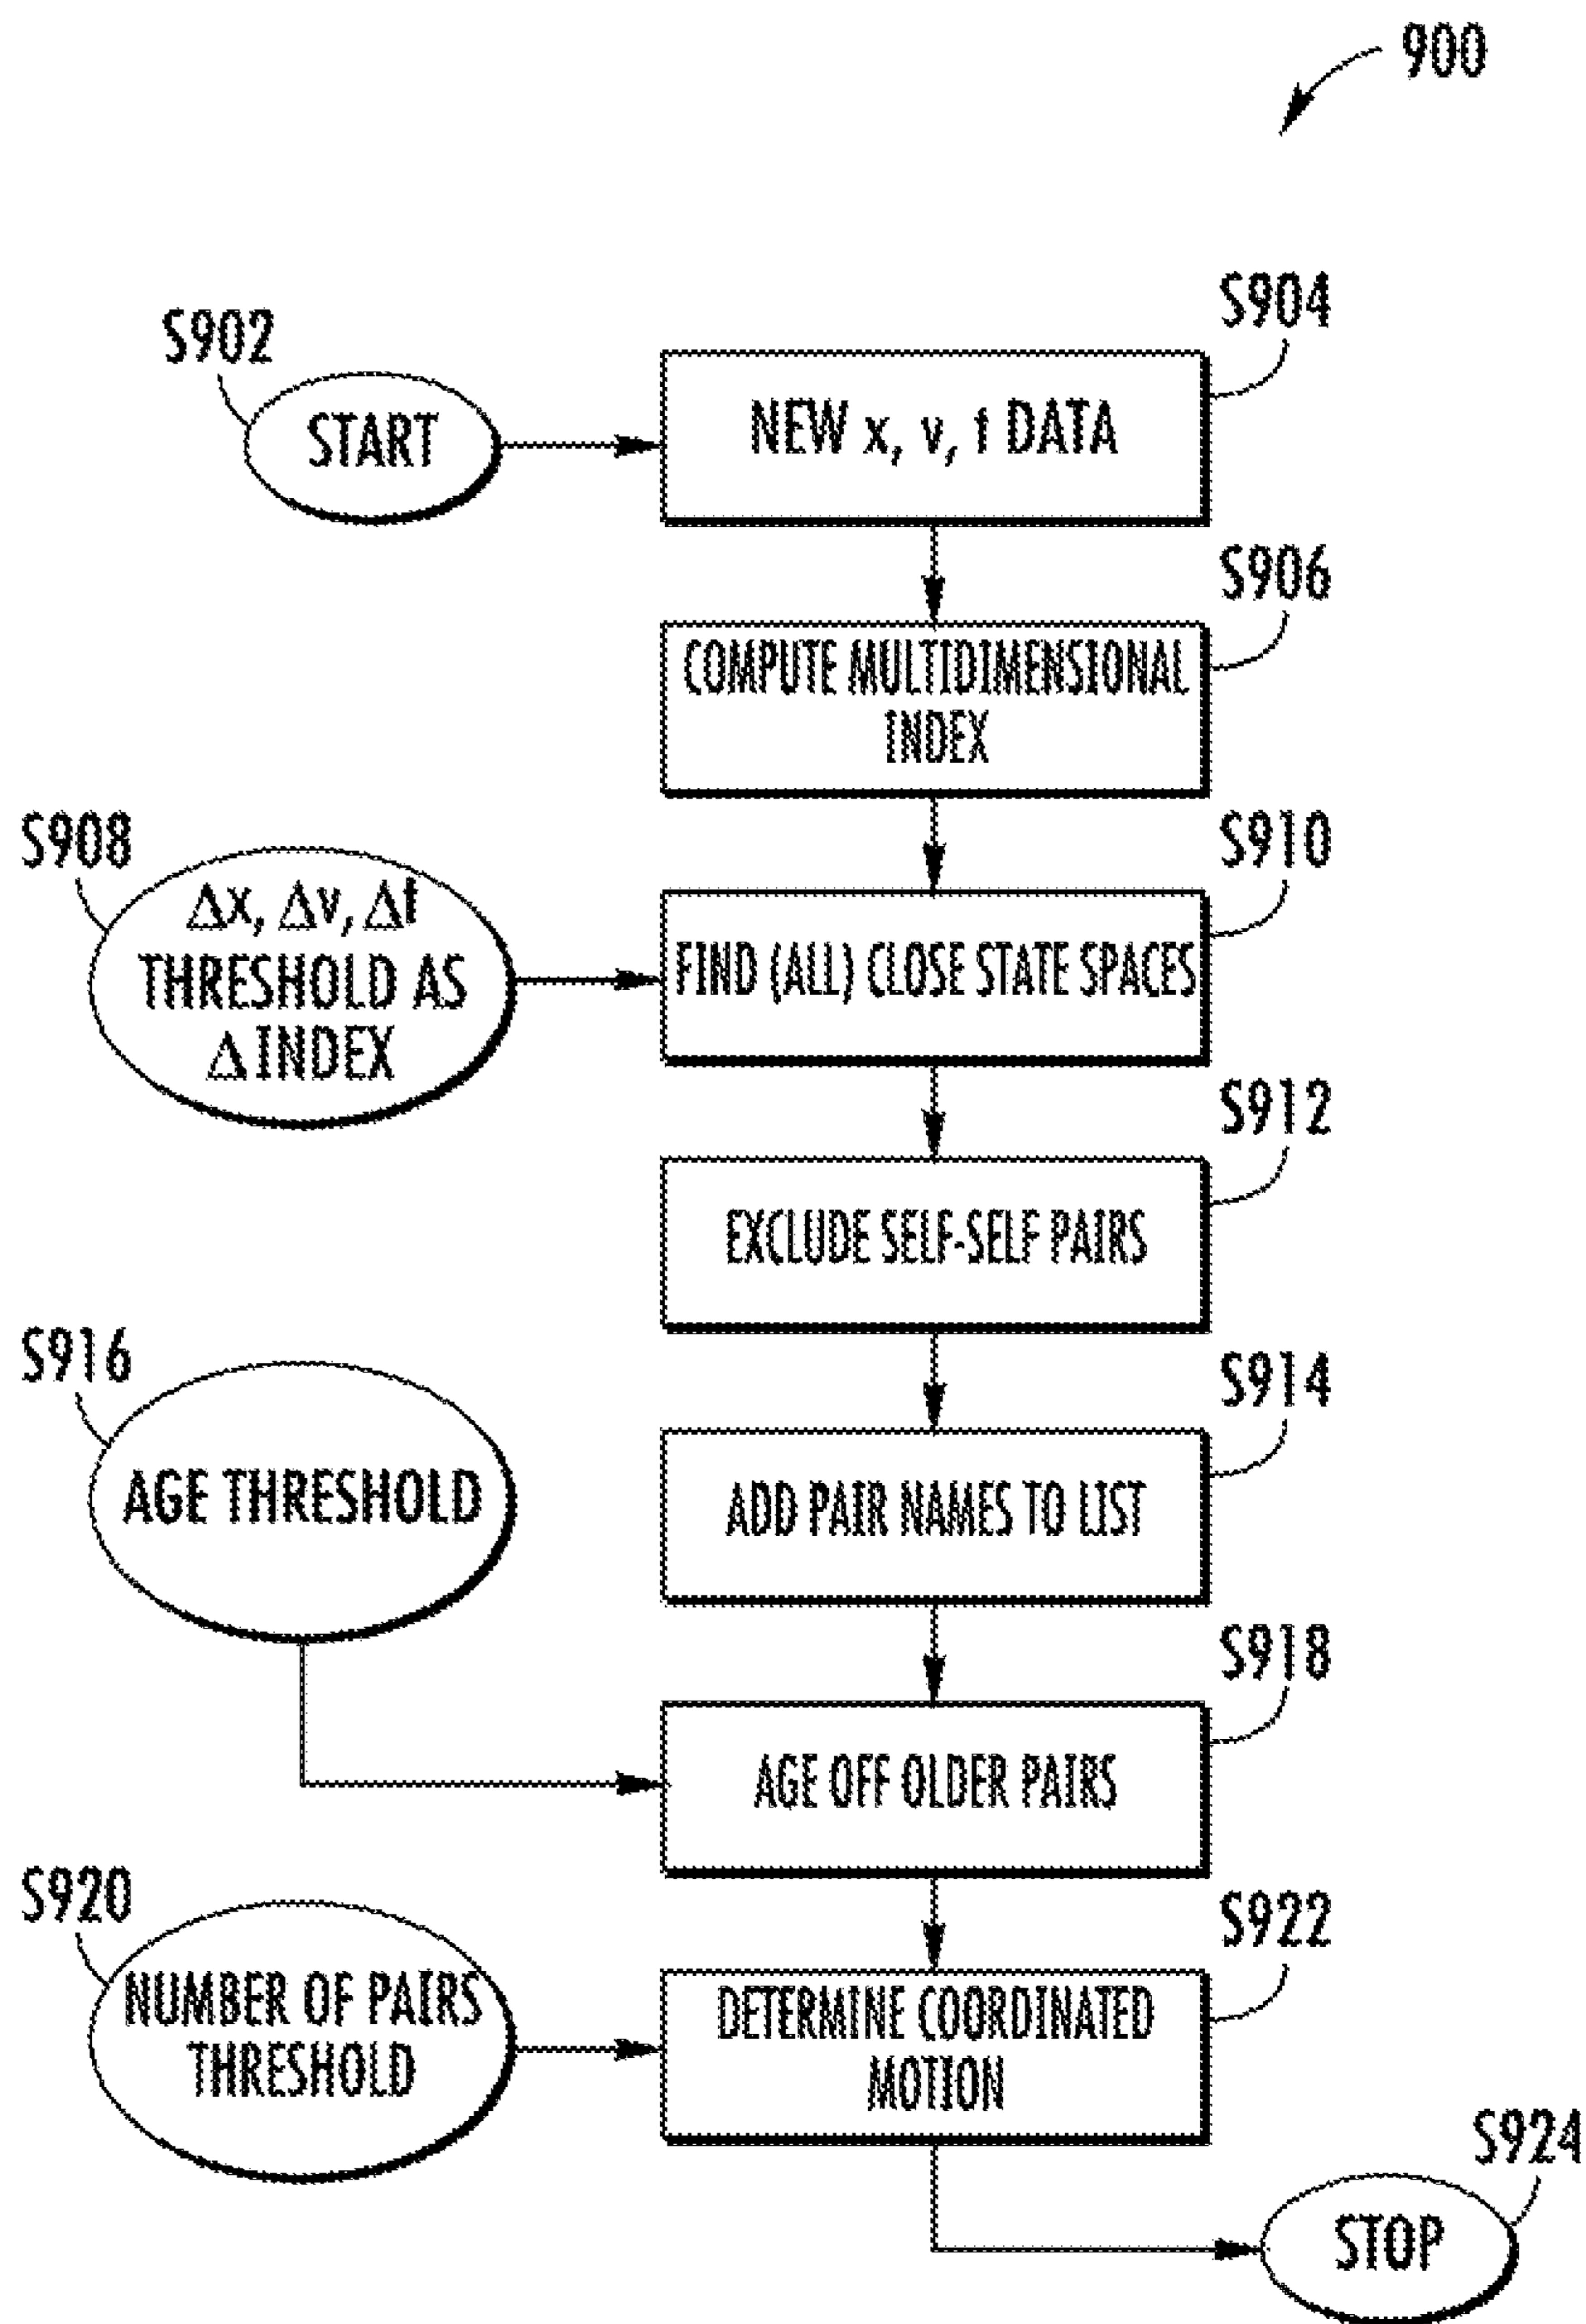 900
S902
START
S904
NEW x, v, t DATA
S906
COMPUTE MULTIDIMENSIONAL
INDEX
S908
Δx, Δv, Δt
THRESHOLD AS
Δ INDEX
S910
FIND (ALL) CLOSE STATE SPACES
S912
EXCLUDE SELF-SELF PAIRS
S914
ADD PAIR NAMES TO LIST
S916
AGE THRESHOLD
S918
AGE OFF OLDER PAIRS
S920
NUMBER OF PAIRS
THRESHOLD
S922
DETERMINE COORDINATED
MOTION
S924
STOP